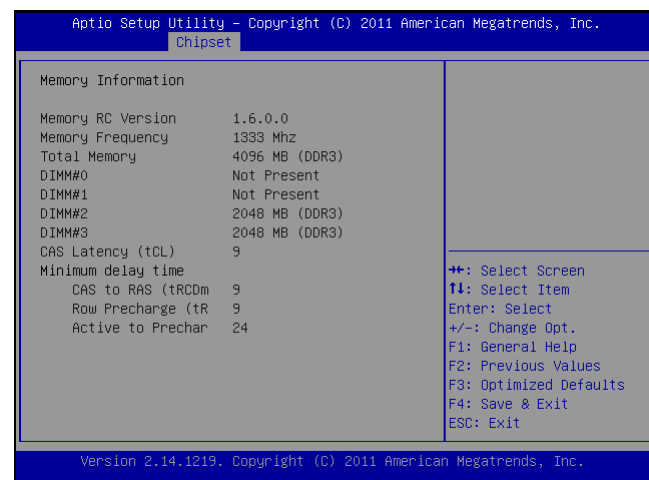 Aptio Setup Utility – Copyright (C) 2011 American Megatrends, Inc.
Chipset
Memory Information
Memory RC Version 1.6.0.0
Memory Frequency 1333 Mhz
Total Memory 4096 MB (DDR3)
DIMM#0 Not Present
DIMM#1 Not Present
DIMM#2 2048 MB (DDR3)
DIMM#3 2048 MB (DDR3)
CAS Latency (tCL) 9
Minimum delay time
CAS to RAS (tRCDm 9
Row Precharge (tR 9
Active to Prechar 24
→←: Select Screen
↑↓: Select Item
Enter: Select
+/-: Change Opt.
F1: General Help
F2: Previous Values
F3: Optimized Defaults
F4: Save & Exit
ESC: Exit
Version 2.14.1219. Copyright (C) 2011 American Megatrends, Inc.